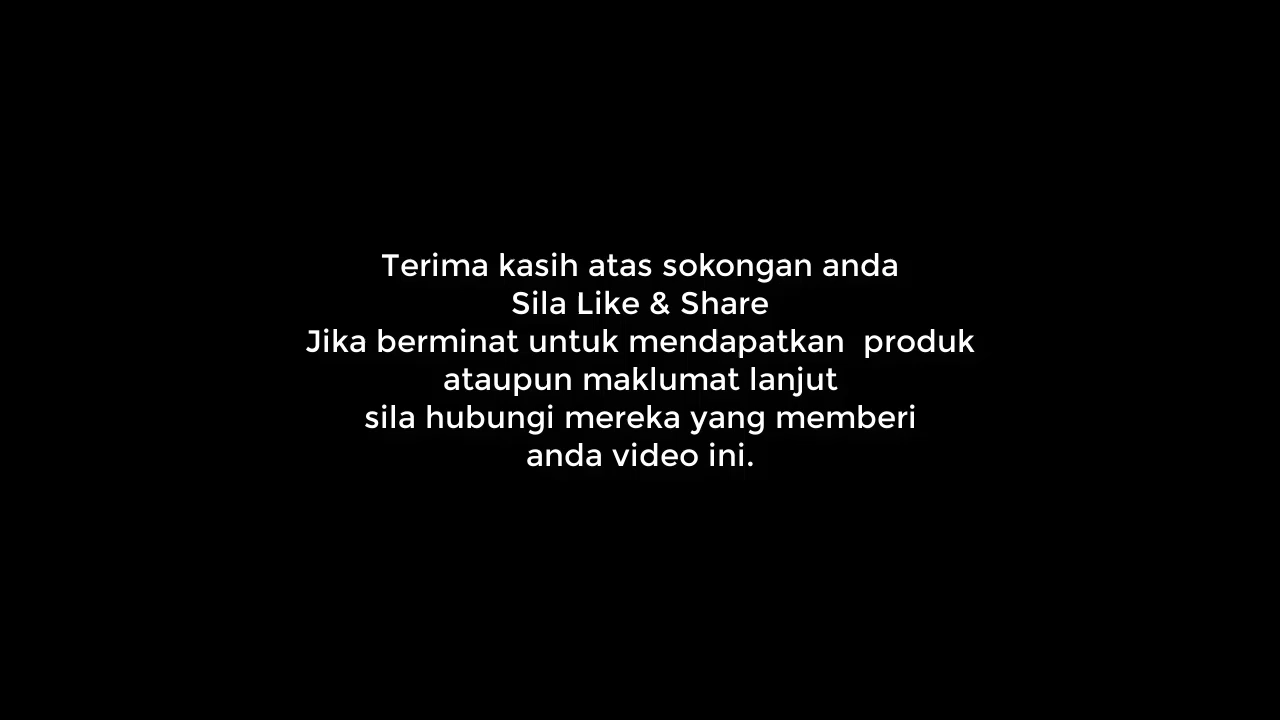 Terima kasih atas sokongan anda
Sila Like & Share
Jika berminat untuk mendapatkan  produk
ataupun maklumat lanjut
sila hubungi mereka yang memberi
anda video ini.